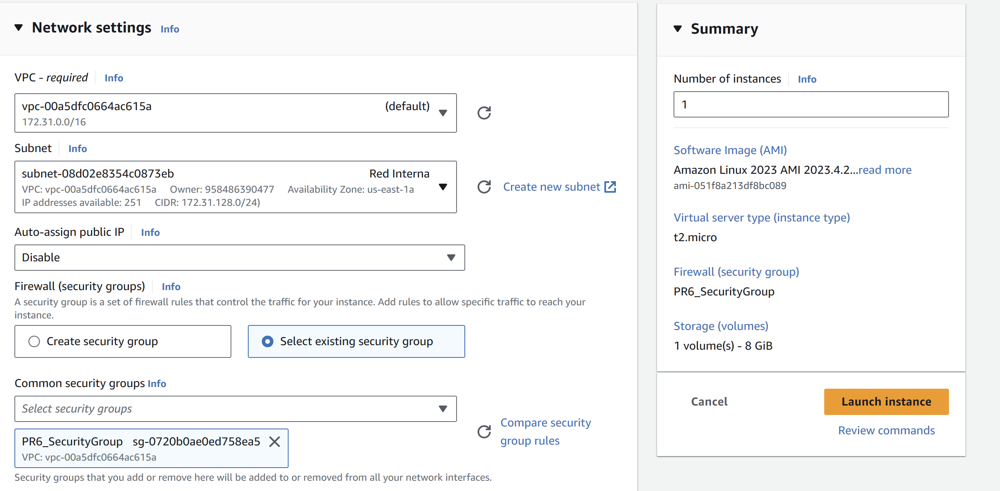 Network settings Info
VPC - required Info
vpc-00a5dfc0664ac615a (default)
172.31.0.0/16
Subnet Info
subnet-08d02e8354c0873eb Red Interna
VPC: vpc-00a5dfc0664ac615a Owner: 958486390477 Availability Zone: us-east-1a
IP addresses available: 251 CIDR: 172.31.128.0/24)
Create new subnet
Auto-assign public IP Info
Disable
Firewall (security groups) Info
A security group is a set of firewall rules that control the traffic for your instance. Add rules to allow specific traffic to reach your
instance.
Create security group
Select existing security group
Common security groups Info
Select security groups
PR6_SecurityGroup sg-0720b0ae0ed758ea5
VPC: vpc-00a5dfc0664ac615a
Compare security
group rules
Security groups that you add or remove here will be added to or removed from all your network interfaces.
Summary
Number of instances Info
1
Software Image (AMI)
Amazon Linux 2023 AMI 2023.4.2...read more
ami-051f8a213df8bc089
Virtual server type (instance type)
t2.micro
Firewall (security group)
PR6_SecurityGroup
Storage (volumes)
1 volume(s) - 8 GiB
Cancel
Launch instance
Review commands